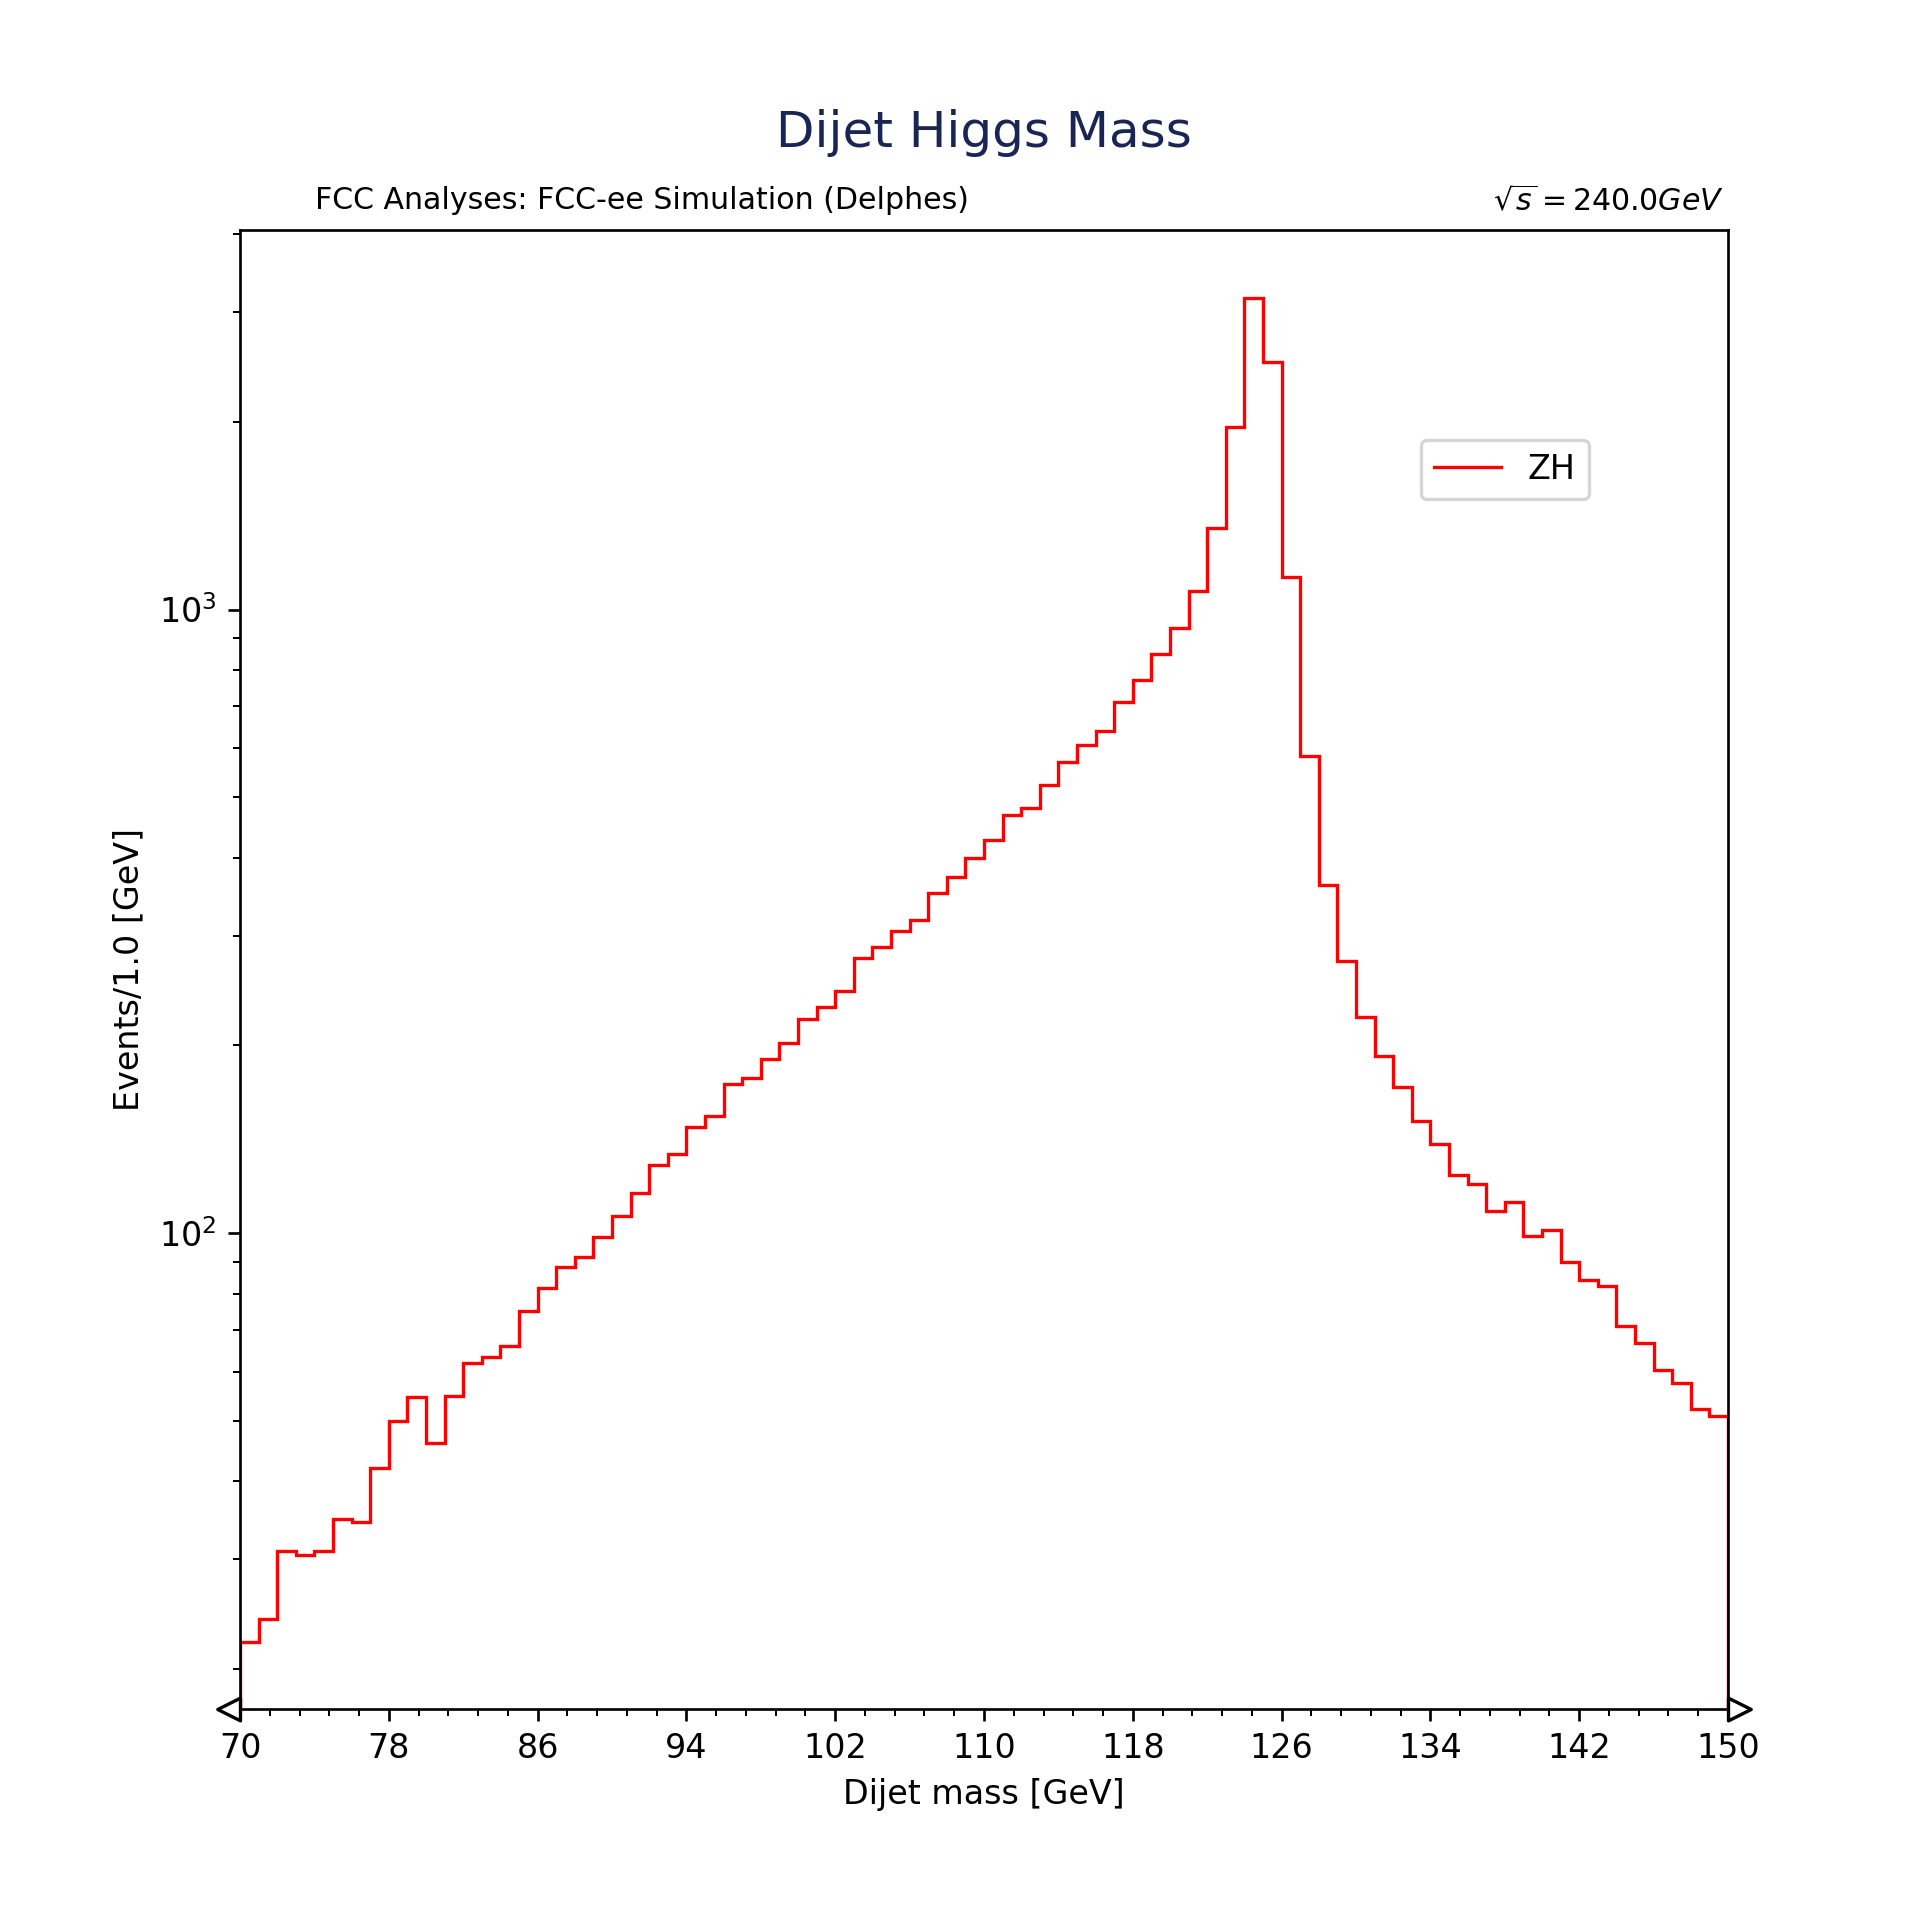 Dijet Higgs Mass
FCC Analyses: FCC-ee Simulation (Delphes)
√s = 240.0GeV
ZH
10³
10²
Events/1.0 [GeV]
70 78 86 94 102 110 118 126 134 142 150
Dijet mass [GeV]